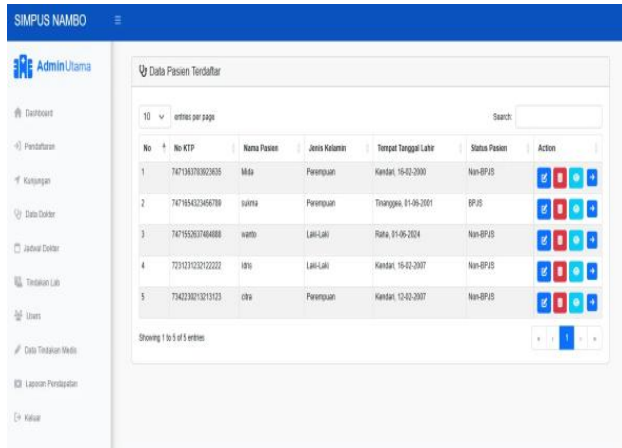 SIMPUS NAMBO
Admin Utama
Dashboard
Pendaftaran
Kunjungan
Data Dokter
Jadwal Dokter
Tindakan Lab
Users
Data Tindakan Medis
Laporan Pendapatan
Keluar
Data Pasien Terdaftar
10 entries per page Search:
No No KTP Nama Pasien Jenis Kelamin Tempat Tanggal Lahir Status Pasien Action
1 7471363783923635 Mida Perempuan Kendari, 16-02-2000 Non-BPJS
2 7471654323456789 sukma Perempuan Tinanggea, 01-06-2001 BPJS
3 7471552637484888 wanto Laki-Laki Raha, 01-06-2024 Non-BPJS
4 7231231232122222 idris Laki-Laki Kendari, 16-02-2007 Non-BPJS
5 7342230213213123 citra Perempuan Kendari, 12-02-2007 Non-BPJS
Showing 1 to 5 of 5 entries
« ‹ 1 › »